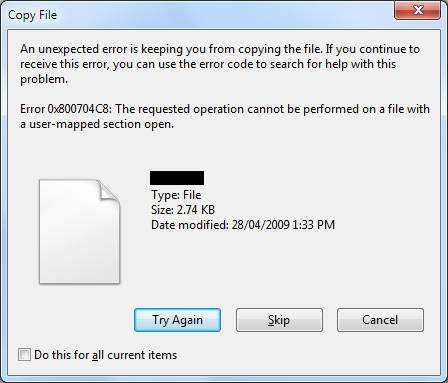 Copy File
An unexpected error is keeping you from copying the file. If you continue to
receive this error, you can use the error code to search for help with this
problem.
Error 0x800704C8: The requested operation cannot be performed on a file with
a user-mapped section open.
Type: File
Size: 2.74 KB
Date modified: 28/04/2009 1:33 PM
Try Again
Skip
Cancel
Do this for all current items